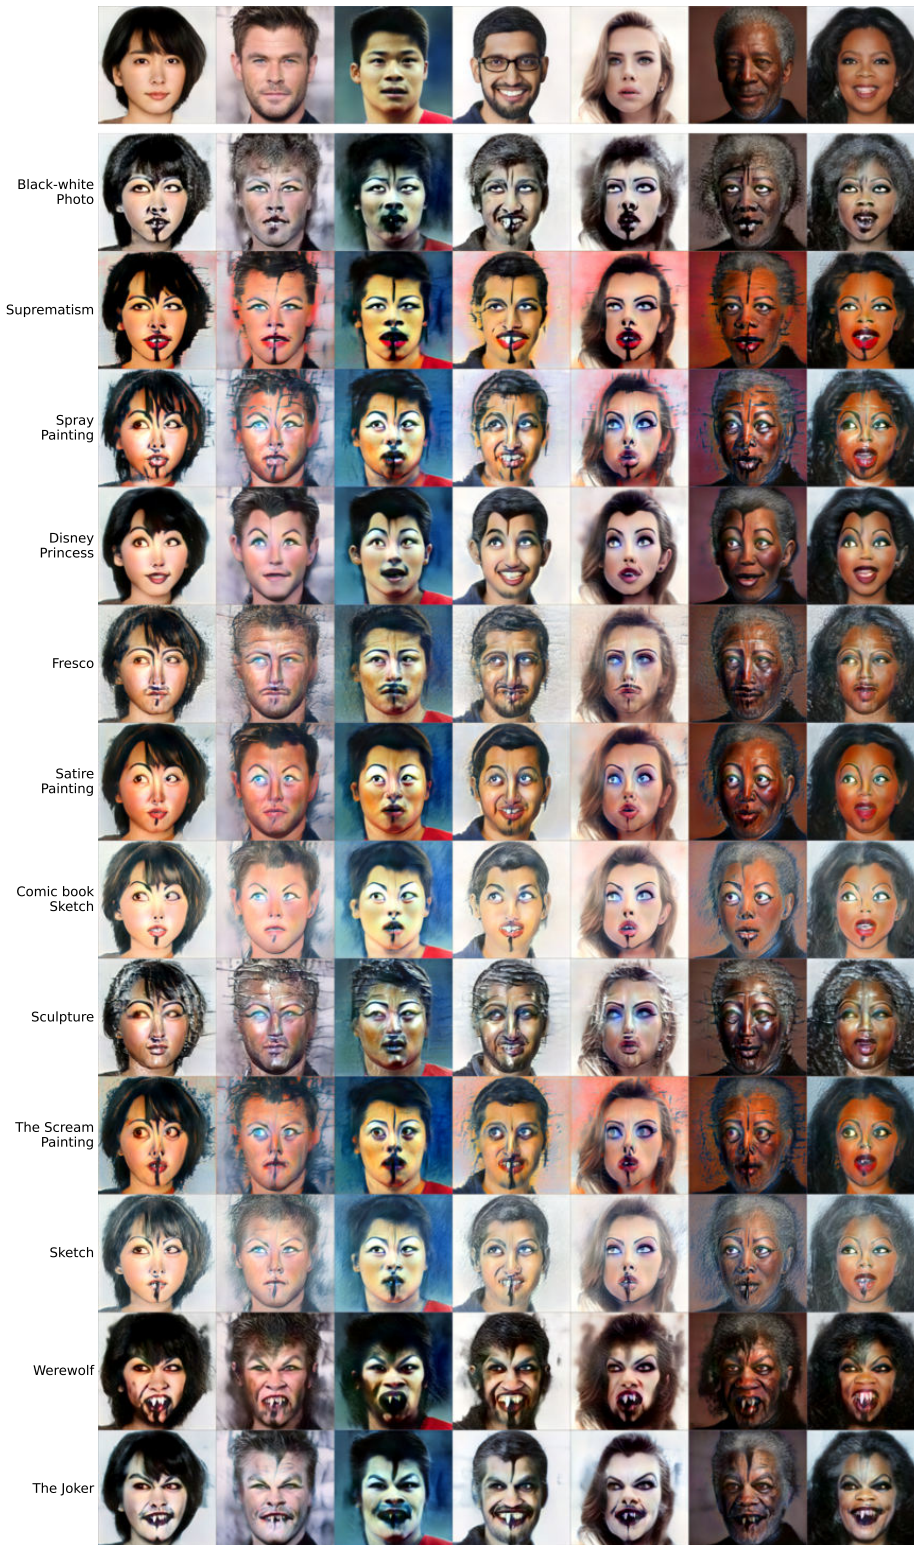 Black-white
Photo
Suprematism
Spray
Painting
Disney
Princess
Fresco
Satire
Painting
Comic book
Sketch
Sculpture
The Scream
Painting
Sketch
Werewolf
The Joker